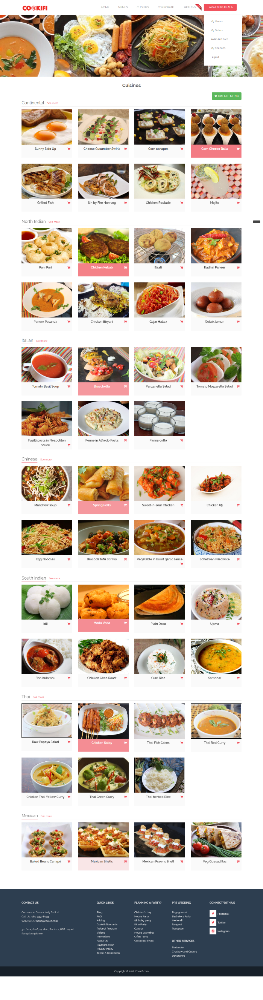 COOKIFI
HOME MENUS CUISINES CORPORATE HEALTHY AZKA NURUN ALA
My Menus
My Orders
Refer And Earn
My Coupons
Logout
Cuisines
CREATE MENU
Continental See more
Sunny Side Up
Cheese Cucumber Swirls
Corn canapes
Corn Cheese Balls
Grilled Fish
Sin by Fire Non veg
Chicken Roulade
Mojito
North Indian See more
Pani Puri
Chicken Kebab
Baati
Kadhai Paneer
Paneer Pasanda
Chicken Biryani
Gajar Halwa
Gulab Jamun
Italian See more
Tomato Basil Soup
Bruschetta
Panzanella Salad
Tomato Mozzarella Salad
Fusilli pasta in Neapolitan
sauce
Penne in Alfredo Pasta
Panna cotta
Chinese See more
Manchow soup
Spring Rolls
Sweet-n-sour Chicken
Chicken 65
Egg Noodles
Broccoli Tofu Stir Fry
Vegetable in burnt garlic sauce
Schezwan Fried Rice
South Indian See more
Idli
Medu Vada
Plain Dosa
Upma
Fish Kulambu
Chicken Ghee Roast
Curd Rice
Sambhar
Thai See more
Raw Papaya Salad
Chicken Satay
Thai Fish Cakes
Thai Red Curry
Chicken Thai Yellow Curry
Thai Green Curry
Thai herbed Rice
Mexican See more
Baked Beans Canapé
Mexican Shells
Mexican Prawns Shell
Veg Quesadillas
CONTACT US
Commercio Connectivity Pvt Ltd
Call Us : 080 3350 8033
Write to Us : hello@cookifi.com
3rd floor, #108, 27 Main, Sector 2, HSR Layout,
Bangalore 560 102
QUICK LINKS
Blog
FAQ
Pricing
Cookifi Standards
Referral Program
Videos
Promotions
About Us
Payment Flow
Privacy Policy
Terms & Conditions
PLANNING A PARTY?
Children's day
House Party
Birthday party
Kitty Party
Caterer
House Warming
Office Party
Corporate Event
PRE WEDDING
Engagement
Bachelors Party
Mehendi
Sangeet
Reception
OTHER SERVICES
Bartender
Crockery and Cutlery
Decorators
CONNECT WITH US
Facebook
Twitter
Instagram
Copyright © 2016 Cookifi.com